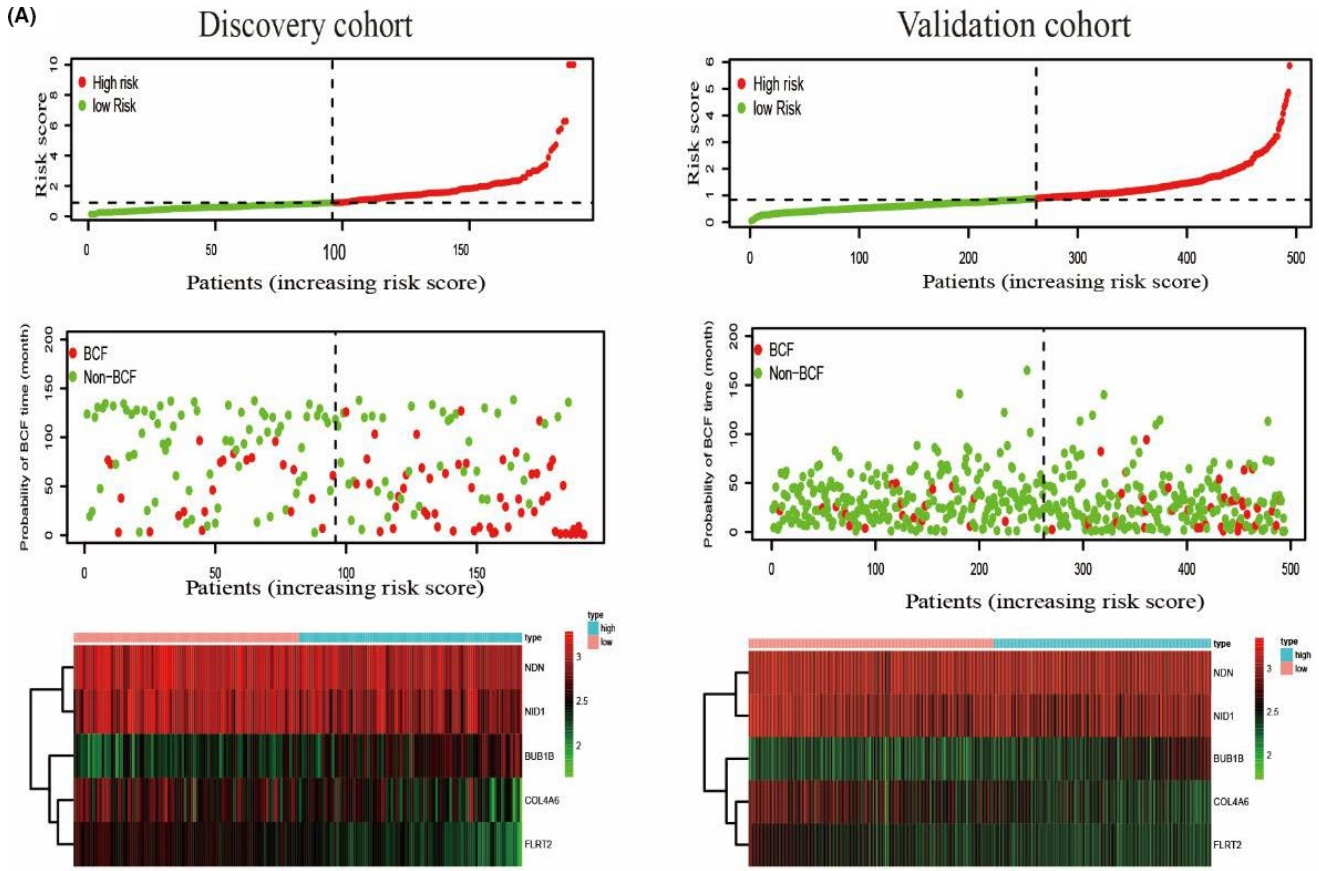 (A)
Discovery cohort
Validation cohort
High risk
low Risk
Risk score
0 2 4 6 8 10
0 50 100 150
Patients (increasing risk score)
High risk
low Risk
Risk score
0 1 2 3 4 5 6
0 100 200 300 400 500
Patients (increasing risk score)
BCF
Non-BCF
Probability of BCF time (month)
0 50 100 150 200
0 50 100 150
Patients (increasing risk score)
BCF
Non-BCF
Probability of BCF time (month)
0 50 100 150 200
0 100 200 300 400 500
Patients (increasing risk score)
type
NDN
NID1
BUB1B
COL4A6
FLRT2
3
2.5
2
type
high
low
type
NDN
NID1
BUB1B
COL4A6
FLRT2
3
2.5
2
type
high
low